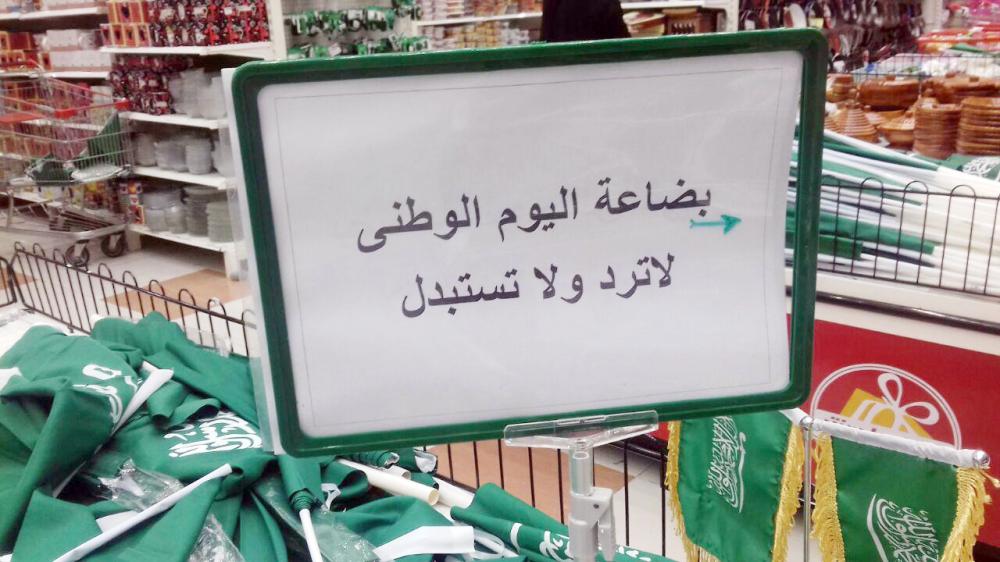 بضاعة اليوم الوطنى
لاترد ولا تستبدل